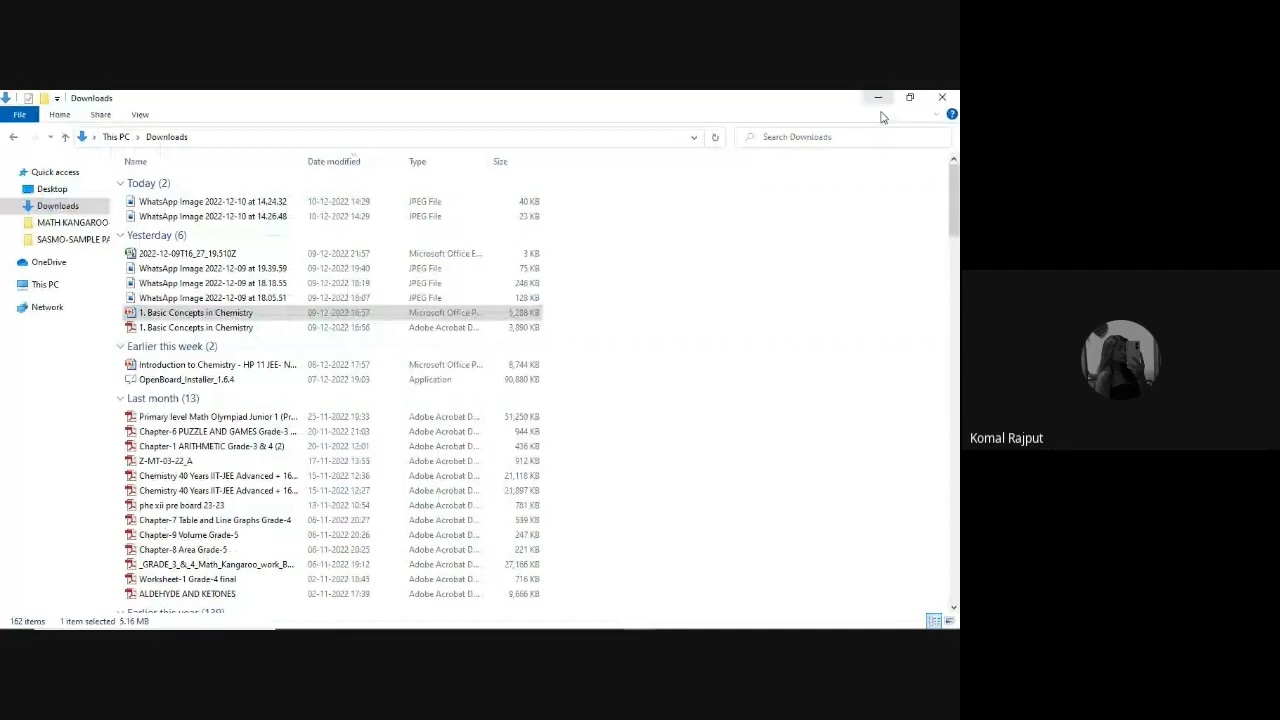 Downloads
File Home Share View
This PC Downloads Search Downloads
Name Date modified Type Size
Quick access
Desktop
Downloads
MATH KANGAROO-
SASMO-SAMPLE PA
OneDrive
This PC
Network
Today (2)
WhatsApp Image 2022-12-10 at 14.24.32 10-12-2022 14:29 JPEG File 40 KB
WhatsApp Image 2022-12-10 at 14.26.48 10-12-2022 14:29 JPEG File 23 KB
Yesterday (6)
2022-12-09T16_27_19.510Z 09-12-2022 21:57 Microsoft Office E... 3 KB
WhatsApp Image 2022-12-09 at 19.39.59 09-12-2022 19:40 JPEG File 75 KB
WhatsApp Image 2022-12-09 at 18.18.55 09-12-2022 18:19 JPEG File 246 KB
WhatsApp Image 2022-12-09 at 18.05.51 09-12-2022 18:07 JPEG File 128 KB
1. Basic Concepts in Chemistry 09-12-2022 16:57 Microsoft Office P... 5,288 KB
1. Basic Concepts in Chemistry 09-12-2022 16:56 Adobe Acrobat D... 3,890 KB
Earlier this week (2)
Introduction to Chemistry - HP 11 JEE- N... 08-12-2022 17:57 Microsoft Office P... 8,744 KB
OpenBoard_Installer_1.6.4 07-12-2022 19:03 Application 90,880 KB
Last month (13)
Primary level Math Olympiad Junior 1 (Pr... 25-11-2022 19:33 Adobe Acrobat D... 51,250 KB
Chapter-6 PUZZLE AND GAMES Grade-3 ... 20-11-2022 21:03 Adobe Acrobat D... 944 KB
Chapter-1 ARITHMETIC Grade-3 & 4 (2) 20-11-2022 12:01 Adobe Acrobat D... 436 KB
Z-MT-03-22_A 17-11-2022 13:55 Adobe Acrobat D... 912 KB
Chemistry 40 Years IIT-JEE Advanced + 16... 15-11-2022 12:36 Adobe Acrobat D... 21,118 KB
Chemistry 40 Years IIT-JEE Advanced + 16... 15-11-2022 12:27 Adobe Acrobat D... 21,897 KB
phe xii pre board 23-23 13-11-2022 10:54 Adobe Acrobat D... 781 KB
Chapter-7 Table and Line Graphs Grade-4 06-11-2022 20:27 Adobe Acrobat D... 539 KB
Chapter-9 Volume Grade-5 06-11-2022 20:26 Adobe Acrobat D... 247 KB
Chapter-8 Area Grade-5 06-11-2022 20:25 Adobe Acrobat D... 221 KB
_GRADE_3_&_4_Math_Kangaroo_work_B... 06-11-2022 19:12 Adobe Acrobat D... 27,166 KB
Worksheet-1 Grade-4 final 02-11-2022 18:45 Adobe Acrobat D... 716 KB
ALDEHYDE AND KETONES 02-11-2022 17:39 Adobe Acrobat D... 9,666 KB
Earlier this year (139)
162 items 1 item selected 5.16 MB
Komal Rajput